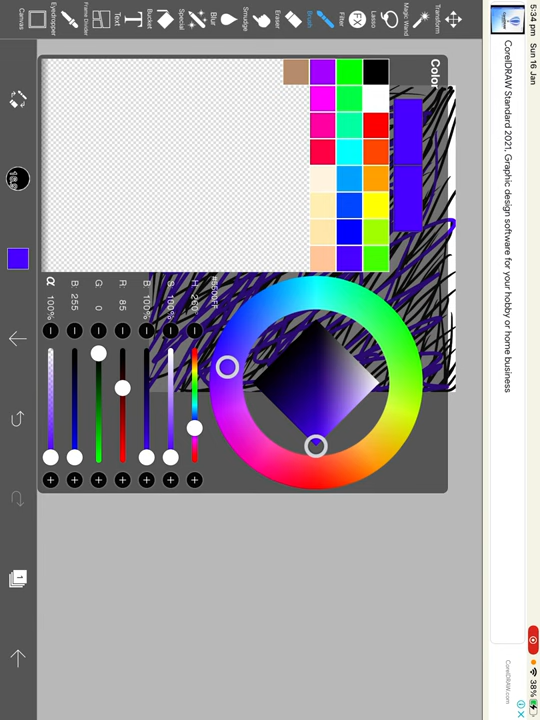 5:34 pm Sun 16 Jan
38%
CorelDRAW Standard 2021, Graphic design software for your hobby or home business
CorelDRAW.com
Transform
Magic Wand
Lasso
FX
Filter
Brush
Eraser
Smudge
Blur
Special
Bucket
T
Text
Frame Divider
Eyedropper
Canvas
Color
#5500FF
H: 260
S: 100%
B: 100%
R: 85
G: 0
B: 255
α 100%
1